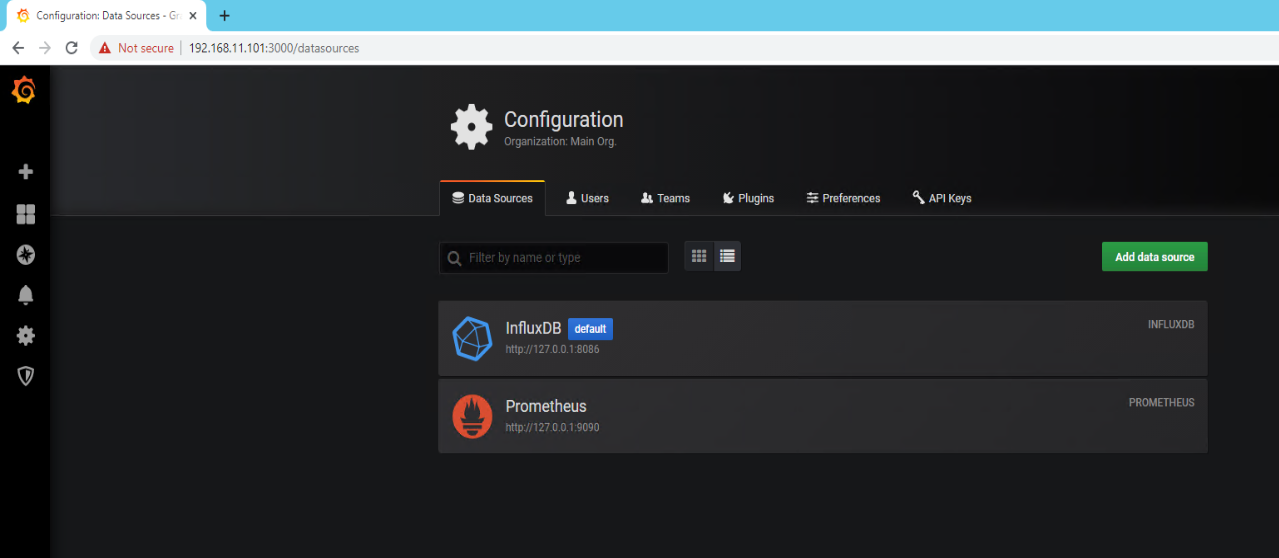 Configuration: Data Sources - Gra
Not secure | 192.168.11.101:3000/datasources
Configuration
Organization: Main Org.
Data Sources Users Teams Plugins Preferences API Keys
Filter by name or type Add data source
InfluxDB default INFLUXDB
http://127.0.0.1:8086
Prometheus PROMETHEUS
http://127.0.0.1:9090